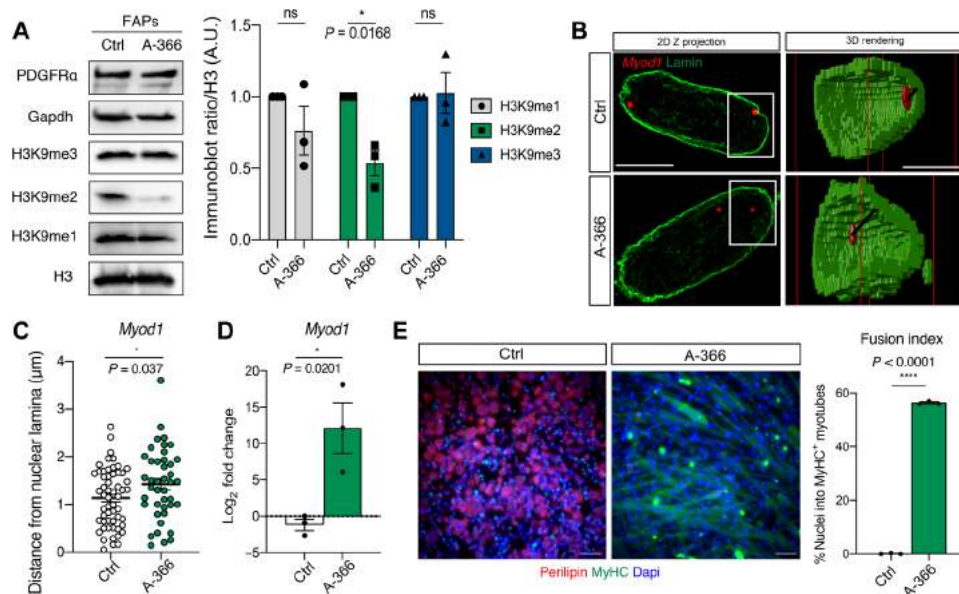 A
FAPs
Ctrl A-366
PDGFRα
Gapdh
H3K9me3
H3K9me2
H3K9me1
H3
Immunoblot ratio/H3 (A.U.)
1.5
1.0
0.5
0.0
ns
*
P = 0.0168
ns
Ctrl
A-366
Ctrl
A-366
Ctrl
A-366
H3K9me1
H3K9me2
H3K9me3
B
2D Z projection
3D rendering
Myod1 Lamin
Ctrl
A-366
C
Myod1
*
P = 0.037
Distance from nuclear lamina (µm)
4
3
2
1
0
Ctrl
A-366
D
Myod1
*
P = 0.0201
Log2 fold change
20
15
10
5
0
−5
Ctrl
A-366
E
Ctrl
A-366
Perilipin MyHC Dapi
Fusion index
P < 0.0001
****
% Nuclei into MyHC+ myotubes
60
40
20
0
Ctrl
A-366